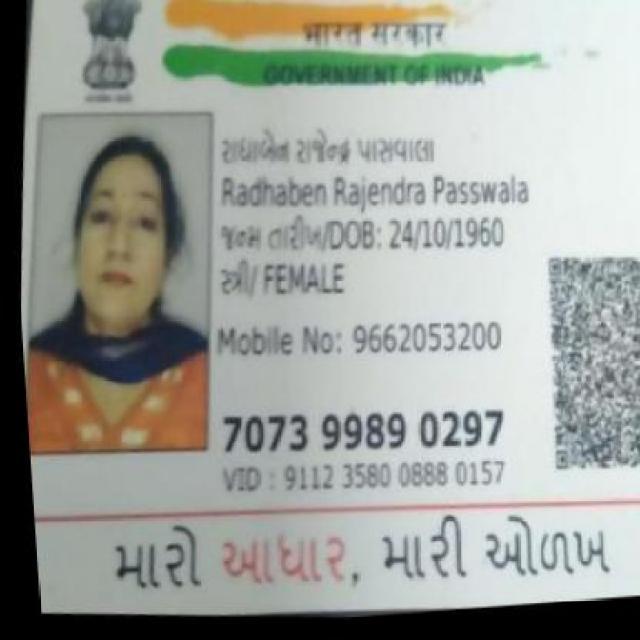 भारत सरकार
GOVERNMENT OF INDIA
રાધાબેન રાજેન્દ્ર પાસવાલા
Radhaben Rajendra Passwala
જન્મ તારીખ/DOB: 24/10/1960
સ્ત્રી/ FEMALE
Mobile No: 9662053200
7073 9989 0297
VID : 9112 3580 0888 0157
મારો આધાર, મારી ઓળખ